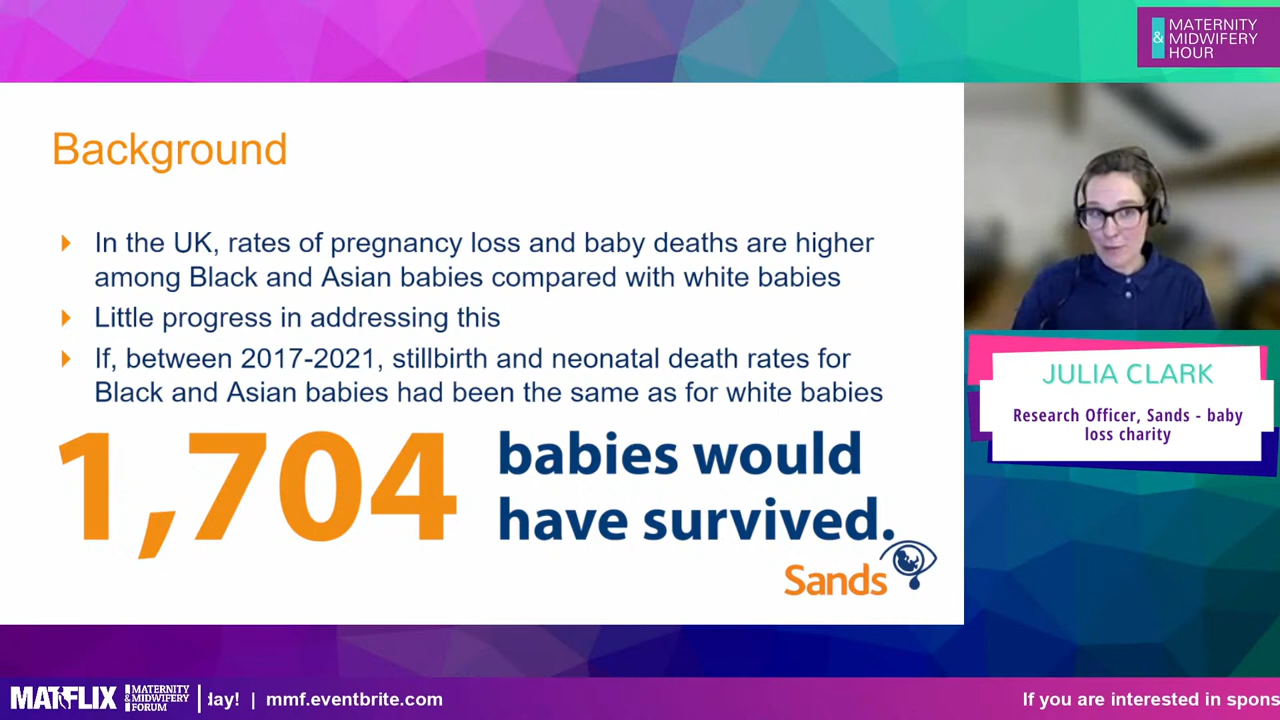 MATERNITY
& MIDWIFERY
HOUR
Background
In the UK, rates of pregnancy loss and baby deaths are higher
among Black and Asian babies compared with white babies
Little progress in addressing this
If, between 2017-2021, stillbirth and neonatal death rates for
Black and Asian babies had been the same as for white babies
1,704
babies would
have survived.
Sands
JULIA CLARK
Research Officer, Sands - baby
loss charity
MATFLIX
MATERNITY
& MIDWIFERY
FORUM
day! | mmf.eventbrite.com
If you are interested in spons